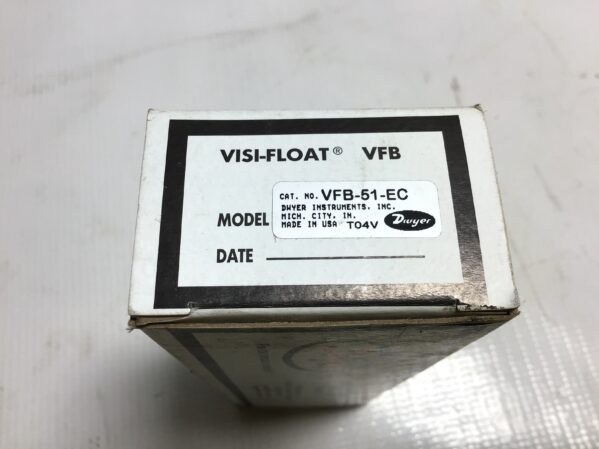 VISI-FLOAT® VFB
CAT. NO. VFB-51-EC
DWYER INSTRUMENTS, INC.
MICH. CITY, IN.
MODEL
MADE IN USA T04V Dwyer
DATE